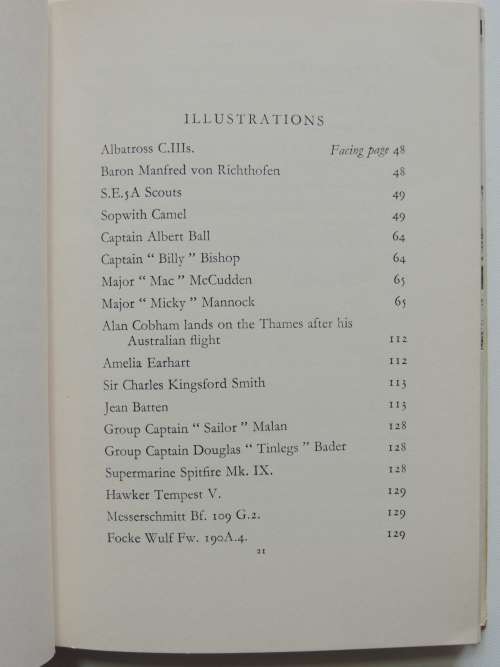 ILLUSTRATIONS
Albatross C.IIIs. Facing page 48
Baron Manfred von Richthofen 48
S.E.5A Scouts 49
Sopwith Camel 49
Captain Albert Ball 64
Captain “ Billy ” Bishop 64
Major “ Mac ” McCudden 65
Major “ Micky ” Mannock 65
Alan Cobham lands on the Thames after his
Australian flight 112
Amelia Earhart 112
Sir Charles Kingsford Smith 113
Jean Batten 113
Group Captain “ Sailor ” Malan 128
Group Captain Douglas “ Tinlegs ” Bader 128
Supermarine Spitfire Mk. IX. 128
Hawker Tempest V. 129
Messerschmitt Bf. 109 G.2. 129
Focke Wulf Fw. 190A.4. 129
21